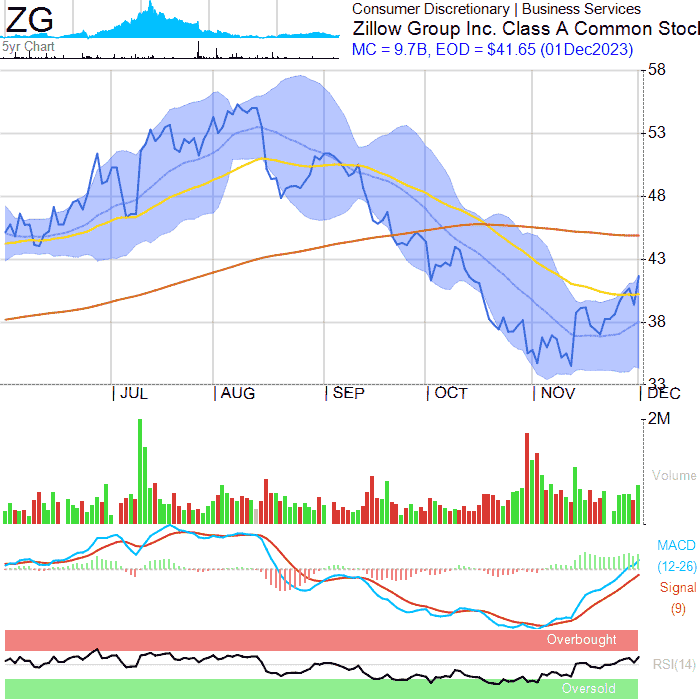 ZG
5yr Chart
Consumer Discretionary | Business Services
Zillow Group Inc. Class A Common Stoc
MC = 9.7B, EOD = $41.65 (01Dec2023)
58
53
48
43
38
33
JUL AUG SEP OCT NOV DEC
2M
Volume
MACD
(12-26)
Signal
(9)
Overbought
RSI(14)
Oversold